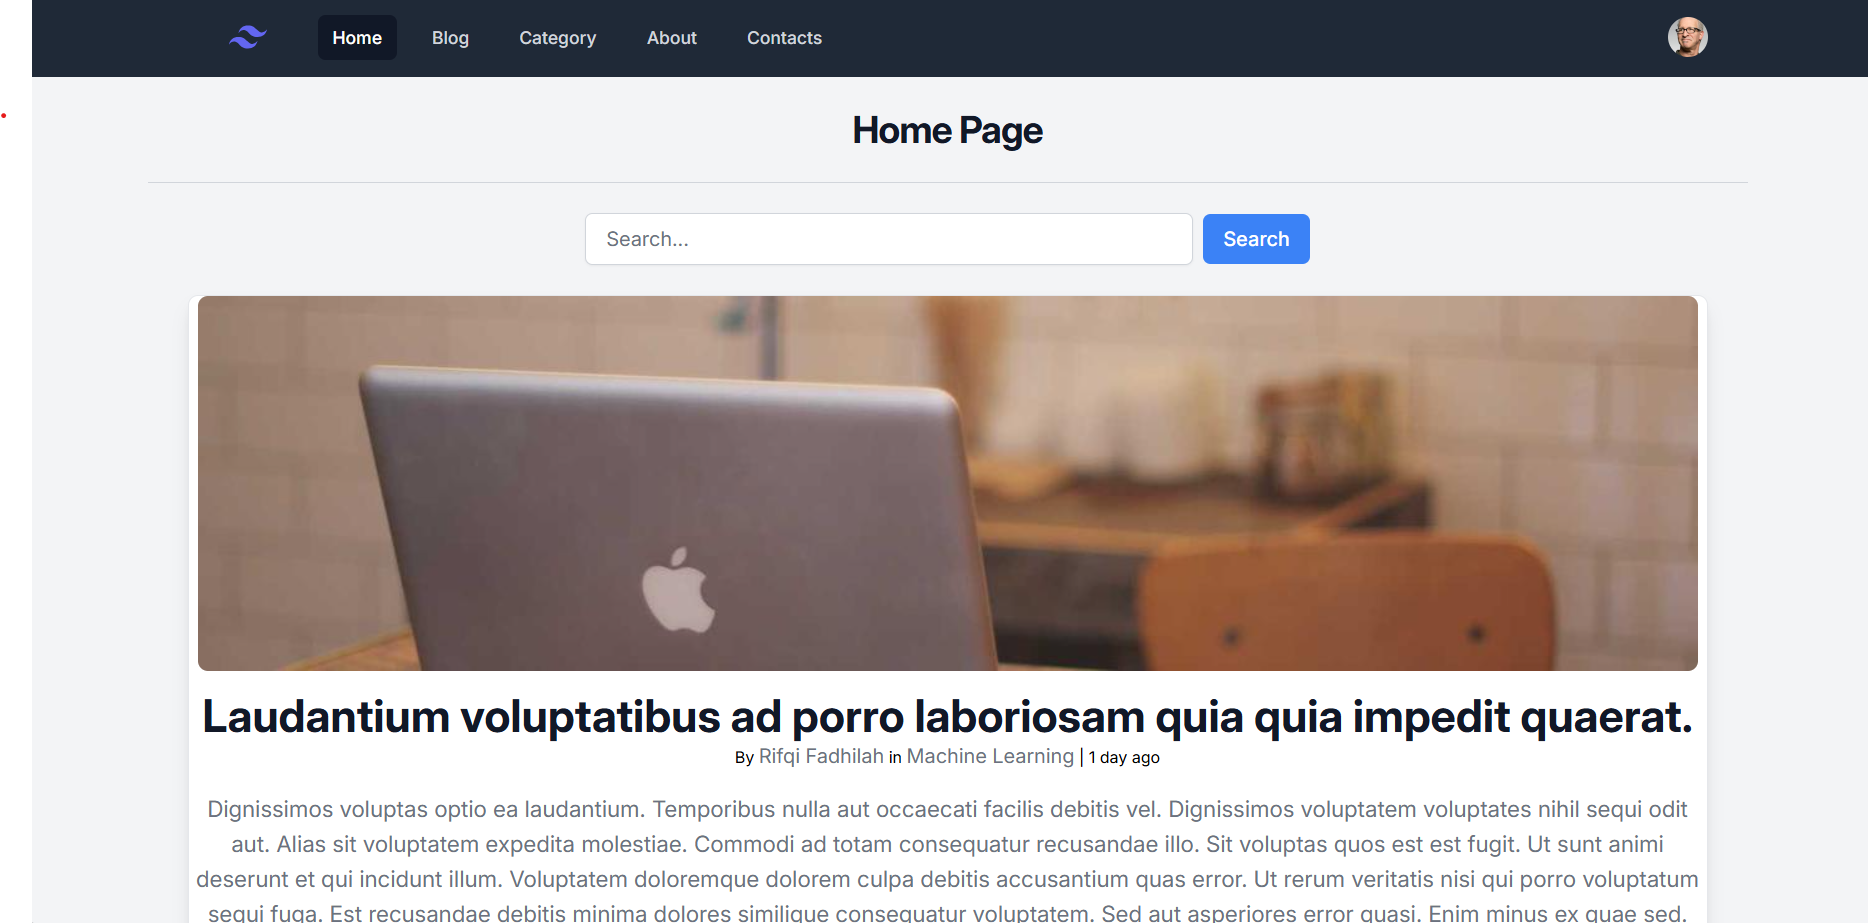 Home Blog Category About Contacts
Home Page
Search...
Search
Laudantium voluptatibus ad porro laboriosam quia quia impedit quaerat.
By Rifqi Fadhilah in Machine Learning | 1 day ago
Dignissimos voluptas optio ea laudantium. Temporibus nulla aut occaecati facilis debitis vel. Dignissimos voluptatem voluptates nihil sequi odit
aut. Alias sit voluptatem expedita molestiae. Commodi ad totam consequatur recusandae illo. Sit voluptas quos est est fugit. Ut sunt animi
deserunt et qui incidunt illum. Voluptatem doloremque dolorem culpa debitis accusantium quas error. Ut rerum veritatis nisi qui porro voluptatum
sequi fuga. Est recusandae debitis minima dolores similique consequatur voluptatem. Sed aut asperiores error quasi. Enim minus ex quae sed.